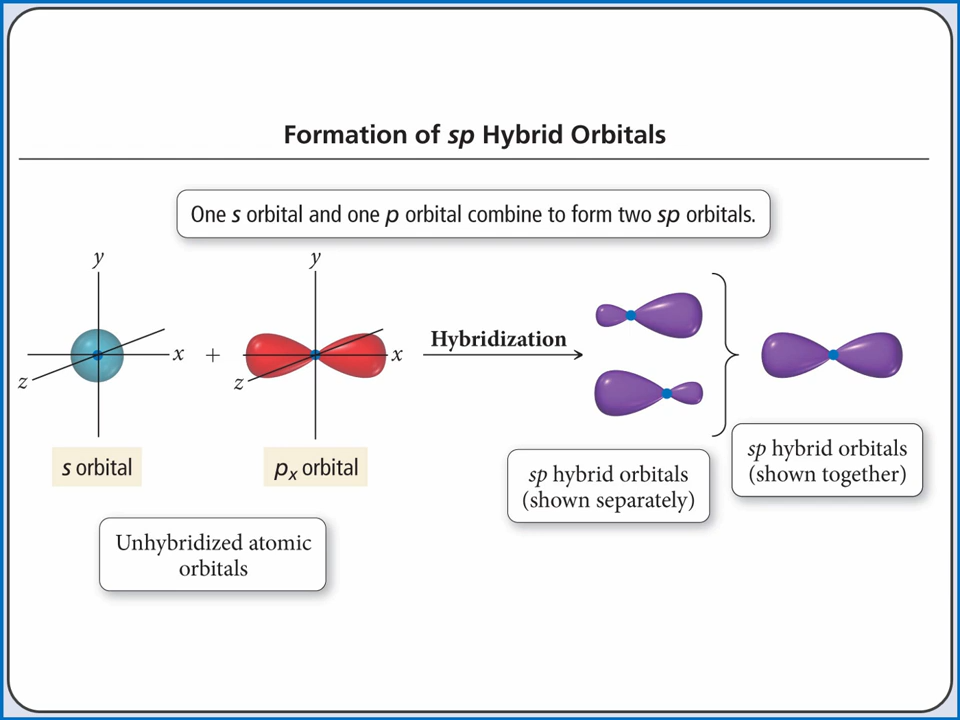 Formation of sp Hybrid Orbitals
One s orbital and one p orbital combine to form two sp orbitals.
y
x
z
+
y
x
z
Hybridization
s orbital
pₓ orbital
Unhybridized atomic
orbitals
sp hybrid orbitals
(shown separately)
sp hybrid orbitals
(shown together)